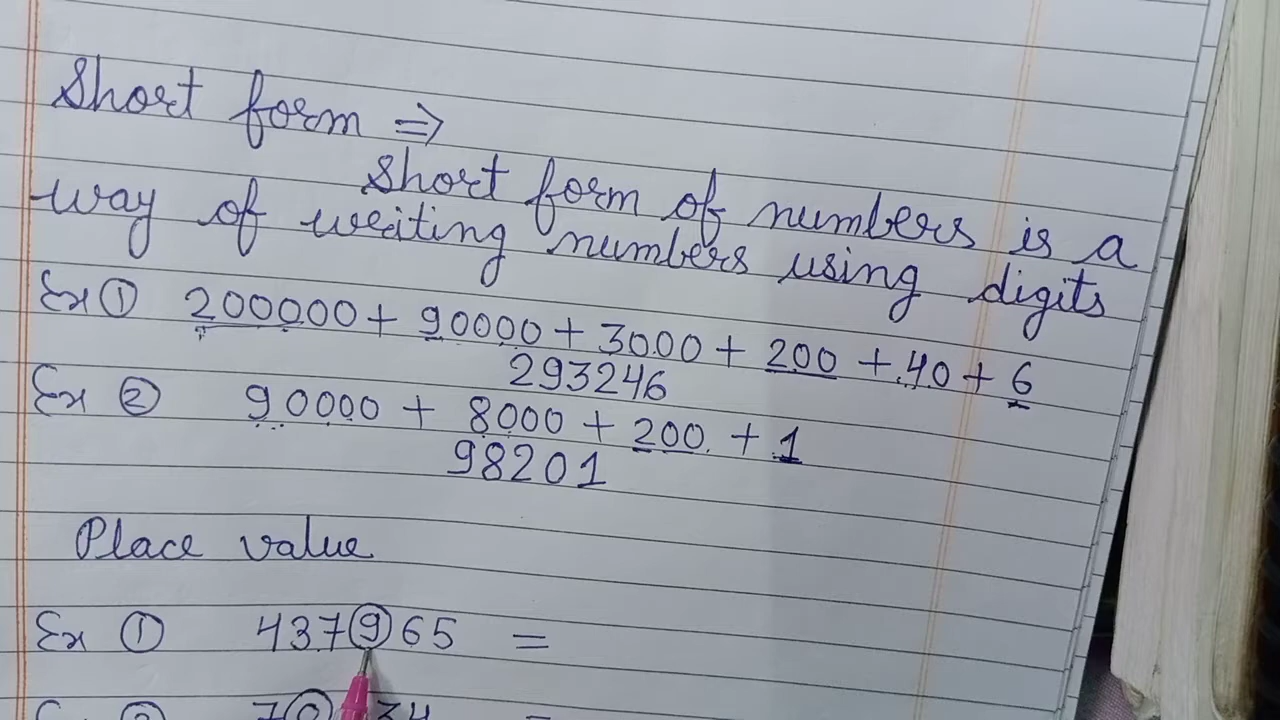 Short form ⇒
Short form of numbers is a
way of writing numbers using digits
Ex ① 200000 + 90000 + 3000 + 200 + 40 + 6
293246
Ex ② 90000 + 8000 + 200 + 1
98201
Place value
Ex ① 437965 =